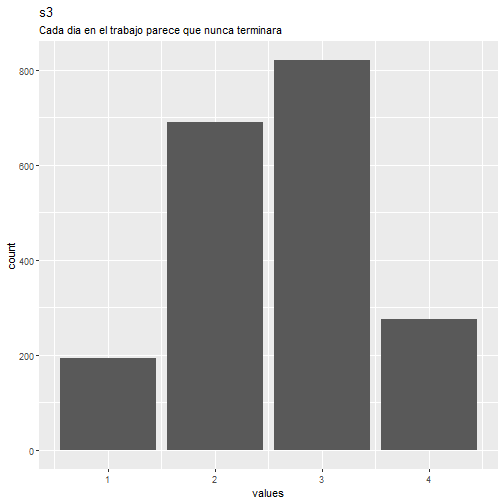 s3
Cada dia en el trabajo parece que nunca terminara
800
600
400
200
0
count
1 2 3 4
values